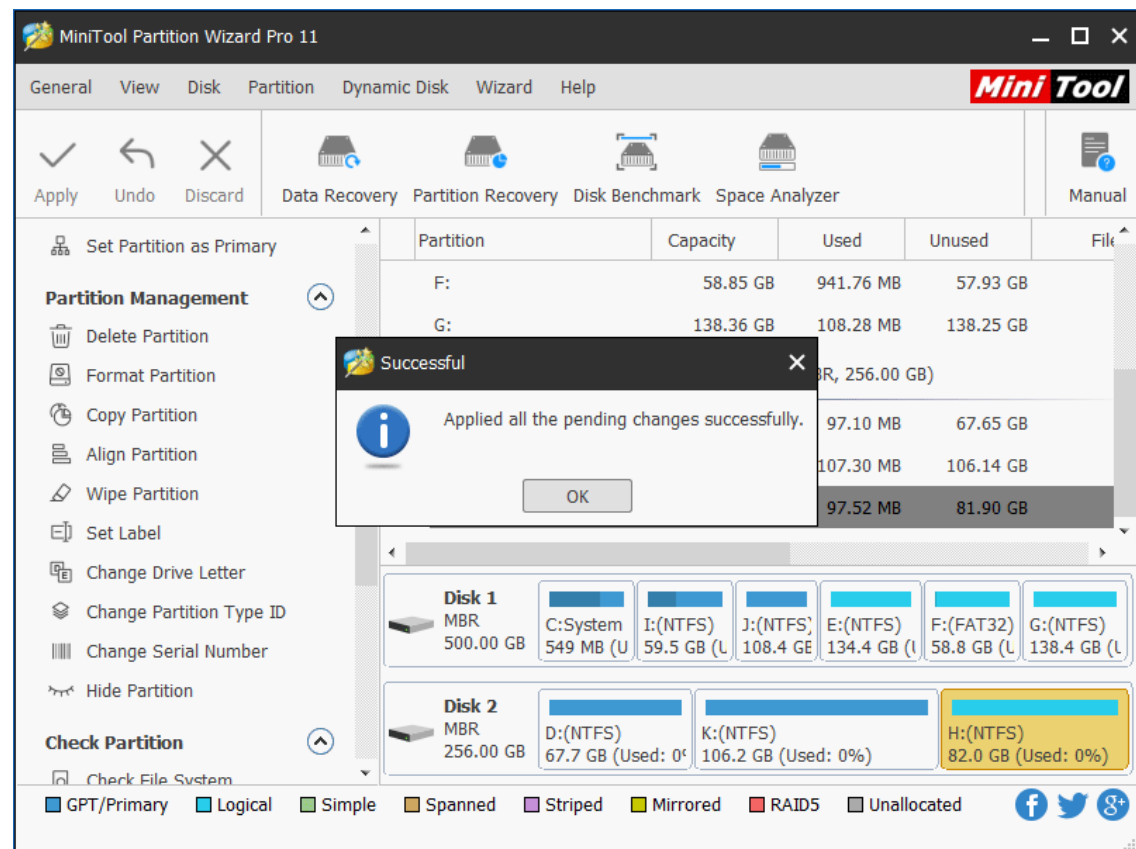 MiniTool Partition Wizard Pro 11
General View Disk Partition Dynamic Disk Wizard Help
Mini Tool
Apply Undo Discard Data Recovery Partition Recovery Disk Benchmark Space Analyzer Manual
Set Partition as Primary
Partition Management
Delete Partition
Format Partition
Copy Partition
Align Partition
Wipe Partition
Set Label
Change Drive Letter
Change Partition Type ID
Change Serial Number
Hide Partition
Check Partition
Check File System
Partition Capacity Used Unused File
F: 58.85 GB 941.76 MB 57.93 GB
G: 138.36 GB 108.28 MB 138.25 GB
BR, 256.00 GB)
97.10 MB 67.65 GB
107.30 MB 106.14 GB
97.52 MB 81.90 GB
Successful
Applied all the pending changes successfully.
OK
Disk 1
MBR
500.00 GB
C:System I:(NTFS) J:(NTFS) E:(NTFS) F:(FAT32) G:(NTFS)
549 MB (U 59.5 GB (U 108.4 GB 134.4 GB (U 58.8 GB (U 138.4 GB (U
Disk 2
MBR
256.00 GB
D:(NTFS) K:(NTFS) H:(NTFS)
67.7 GB (Used: 0% 106.2 GB (Used: 0%) 82.0 GB (Used: 0%)
GPT/Primary Logical Simple Spanned Striped Mirrored RAID5 Unallocated